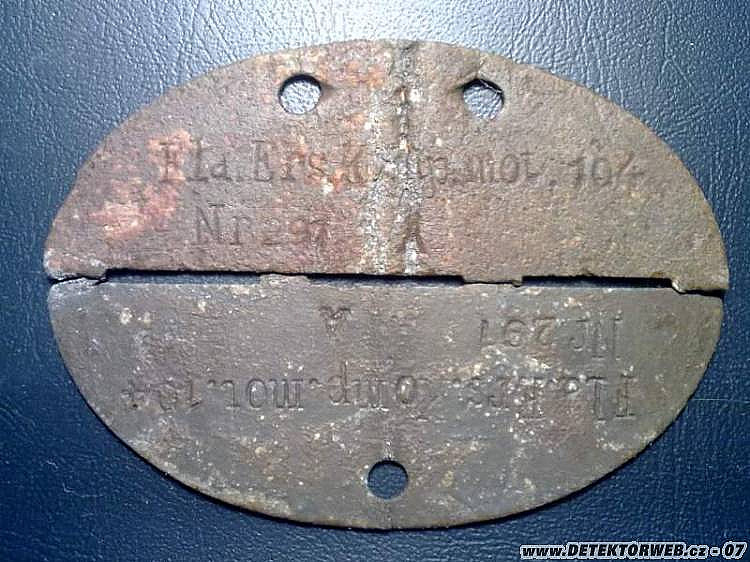 Fla.Ers.Komp.mot.104
Nr 297 A
Nr.297 A
Fla.Ers.Komp.mot.104
www.DETEKTORWEB.cz - 07